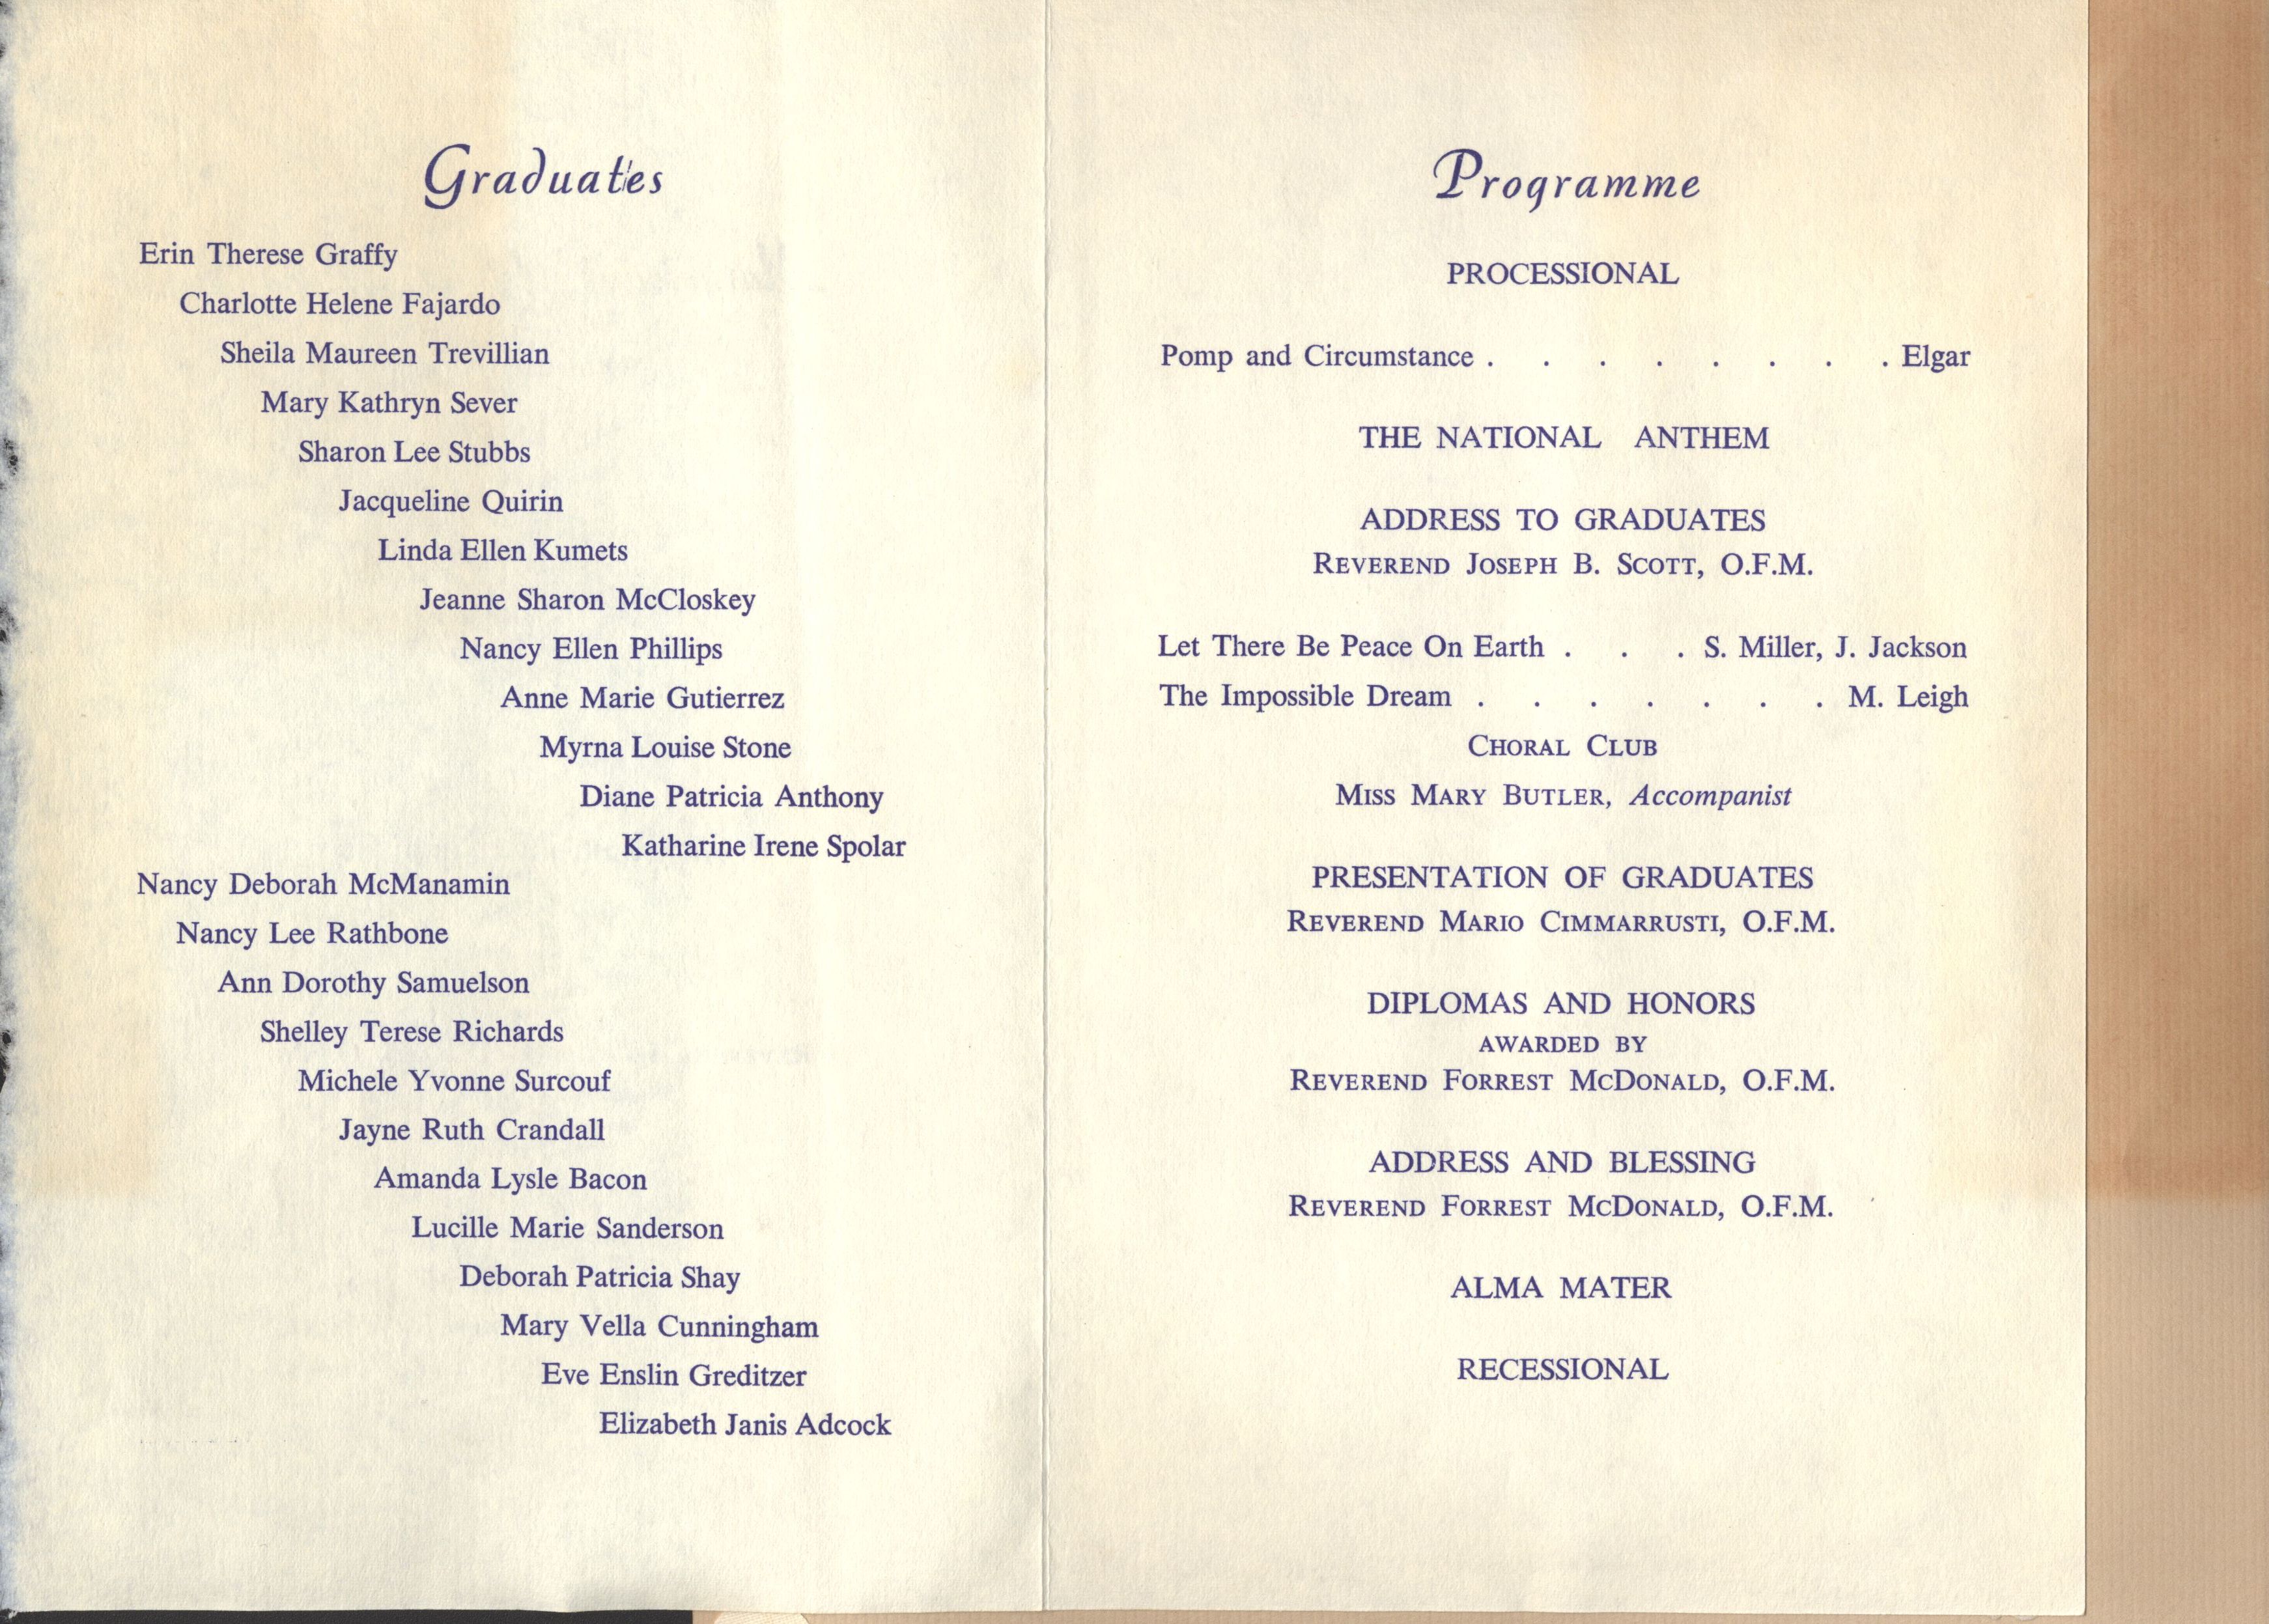 Graduates
Erin Therese Graffy
Charlotte Helene Fajardo
Sheila Maureen Trevillian
Mary Kathryn Sever
Sharon Lee Stubbs
Jacqueline Quirin
Linda Ellen Kumets
Jeanne Sharon McCloskey
Nancy Ellen Phillips
Anne Marie Gutierrez
Myrna Louise Stone
Diane Patricia Anthony
Katharine Irene Spolar
Nancy Deborah McManamin
Nancy Lee Rathbone
Ann Dorothy Samuelson
Shelley Terese Richards
Michele Yvonne Surcouf
Jayne Ruth Crandall
Amanda Lysle Bacon
Lucille Marie Sanderson
Deborah Patricia Shay
Mary Vella Cunningham
Eve Enslin Greditzer
Elizabeth Janis Adcock
Programme
PROCESSIONAL
Pomp and Circumstance . . . . . . . . Elgar
THE NATIONAL ANTHEM
ADDRESS TO GRADUATES
REVEREND JOSEPH B. SCOTT, O.F.M.
Let There Be Peace On Earth . . . S. Miller, J. Jackson
The Impossible Dream . . . . . . . M. Leigh
CHORAL CLUB
MISS MARY BUTLER, Accompanist
PRESENTATION OF GRADUATES
REVEREND MARIO CIMMARRUSTI, O.F.M.
DIPLOMAS AND HONORS
AWARDED BY
REVEREND FORREST MCDONALD, O.F.M.
ADDRESS AND BLESSING
REVEREND FORREST MCDONALD, O.F.M.
ALMA MATER
RECESSIONAL